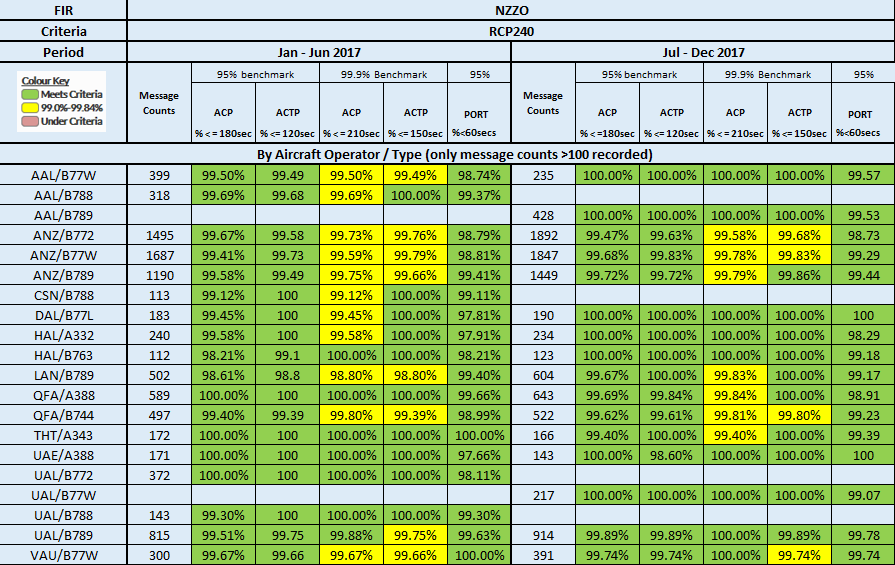 FIR NZZO
Criteria RCP240
Period Jan - Jun 2017 Jul - Dec 2017
Colour Key
Meets Criteria
99.0%-99.84%
Under Criteria
Message Counts 95% benchmark 99.9% Benchmark 95% Message Counts 95% benchmark 99.9% Benchmark 95%
ACP ACTP ACP ACTP PORT ACP ACTP ACP ACTP PORT
% <=180sec % <=120sec % <=210sec % <=150sec %<60secs % <=180sec % <=120sec % <=210sec % <=150sec %<60secs
By Aircraft Operator / Type (only message counts >100 recorded)
AAL/B77W 399 99.50% 99.49 99.50% 99.49% 98.74% 235 100.00% 100.00% 100.00% 100.00% 99.57
AAL/B788 318 99.69% 99.68 99.69% 100.00% 99.37%
AAL/B789 428 100.00% 100.00% 100.00% 100.00% 99.53
ANZ/B772 1495 99.67% 99.58 99.73% 99.76% 98.79% 1892 99.47% 99.63% 99.58% 99.68% 98.73
ANZ/B77W 1687 99.41% 99.73 99.59% 99.79% 98.81% 1847 99.68% 99.83% 99.78% 99.83% 99.29
ANZ/B789 1190 99.58% 99.49 99.75% 99.66% 99.41% 1449 99.72% 99.72% 99.79% 99.86% 99.44
CSN/B788 113 99.12% 100 99.12% 100.00% 99.11%
DAL/B77L 183 99.45% 100 99.45% 100.00% 97.81% 190 100.00% 100.00% 100.00% 100.00% 100
HAL/A332 240 99.58% 100 99.58% 100.00% 97.91% 234 100.00% 100.00% 100.00% 100.00% 98.29
HAL/B763 112 98.21% 99.1 100.00% 100.00% 98.21% 123 100.00% 100.00% 100.00% 100.00% 99.18
LAN/B789 502 98.61% 98.8 98.80% 98.80% 99.40% 604 99.67% 100.00% 99.83% 100.00% 99.17
QFA/A388 589 100.00% 100 100.00% 100.00% 99.66% 643 99.69% 99.84% 99.84% 100.00% 98.91
QFA/B744 497 99.40% 99.39 99.80% 99.39% 98.99% 522 99.62% 99.61% 99.81% 99.80% 99.23
THT/A343 172 100.00% 100 100.00% 100.00% 100.00% 166 99.40% 100.00% 99.40% 100.00% 99.39
UAE/A388 171 100.00% 100 100.00% 100.00% 97.66% 143 100.00% 98.60% 100.00% 100.00% 100
UAL/B772 372 100.00% 100 100.00% 100.00% 98.11%
UAL/B77W 217 100.00% 100.00% 100.00% 100.00% 99.07
UAL/B788 143 99.30% 100 100.00% 100.00% 99.30%
UAL/B789 815 99.51% 99.75 99.88% 99.75% 99.63% 914 99.89% 99.89% 100.00% 99.89% 99.78
VAU/B77W 300 99.67% 99.66 99.67% 99.66% 100.00% 391 99.74% 99.74% 100.00% 99.74% 99.74